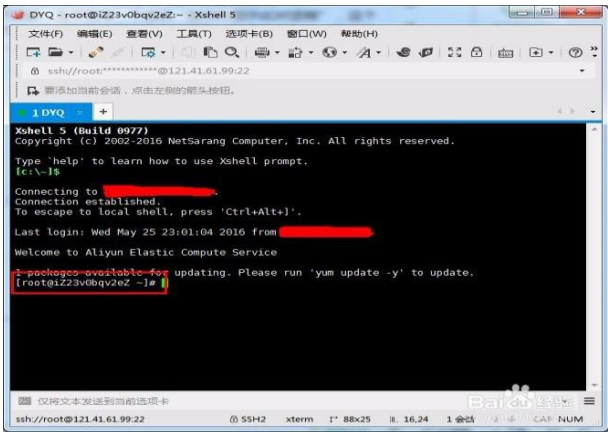 DYQ - root@iZ23v0bqv2eZ:~ - Xshell 5
文件(F) 编辑(E) 查看(V) 工具(T) 选项卡(B) 窗口(W) 帮助(H)
ssh://root:************@121.41.61.99:22
要添加当前会话，点击左侧的箭头按钮。
1 DYQ
Xshell 5 (Build 0977)
Copyright (c) 2002-2016 NetSarang Computer, Inc. All rights reserved.
Type `help' to learn how to use Xshell prompt.
[c:\~]$
Connecting to
Connection established.
To escape to local shell, press 'Ctrl+Alt+]'.
Last login: Wed May 25 23:01:04 2016 from
Welcome to Aliyun Elastic Compute Service
1 packages available for updating. Please run 'yum update -y' to update.
[root@iZ23v0bqv2eZ ~]#
仅将文本发送到当前选项卡
Baidu经验
ssh://root@121.41.61.99:22 SSH2 xterm 88x25 16,24 1 会话 CAP NUM